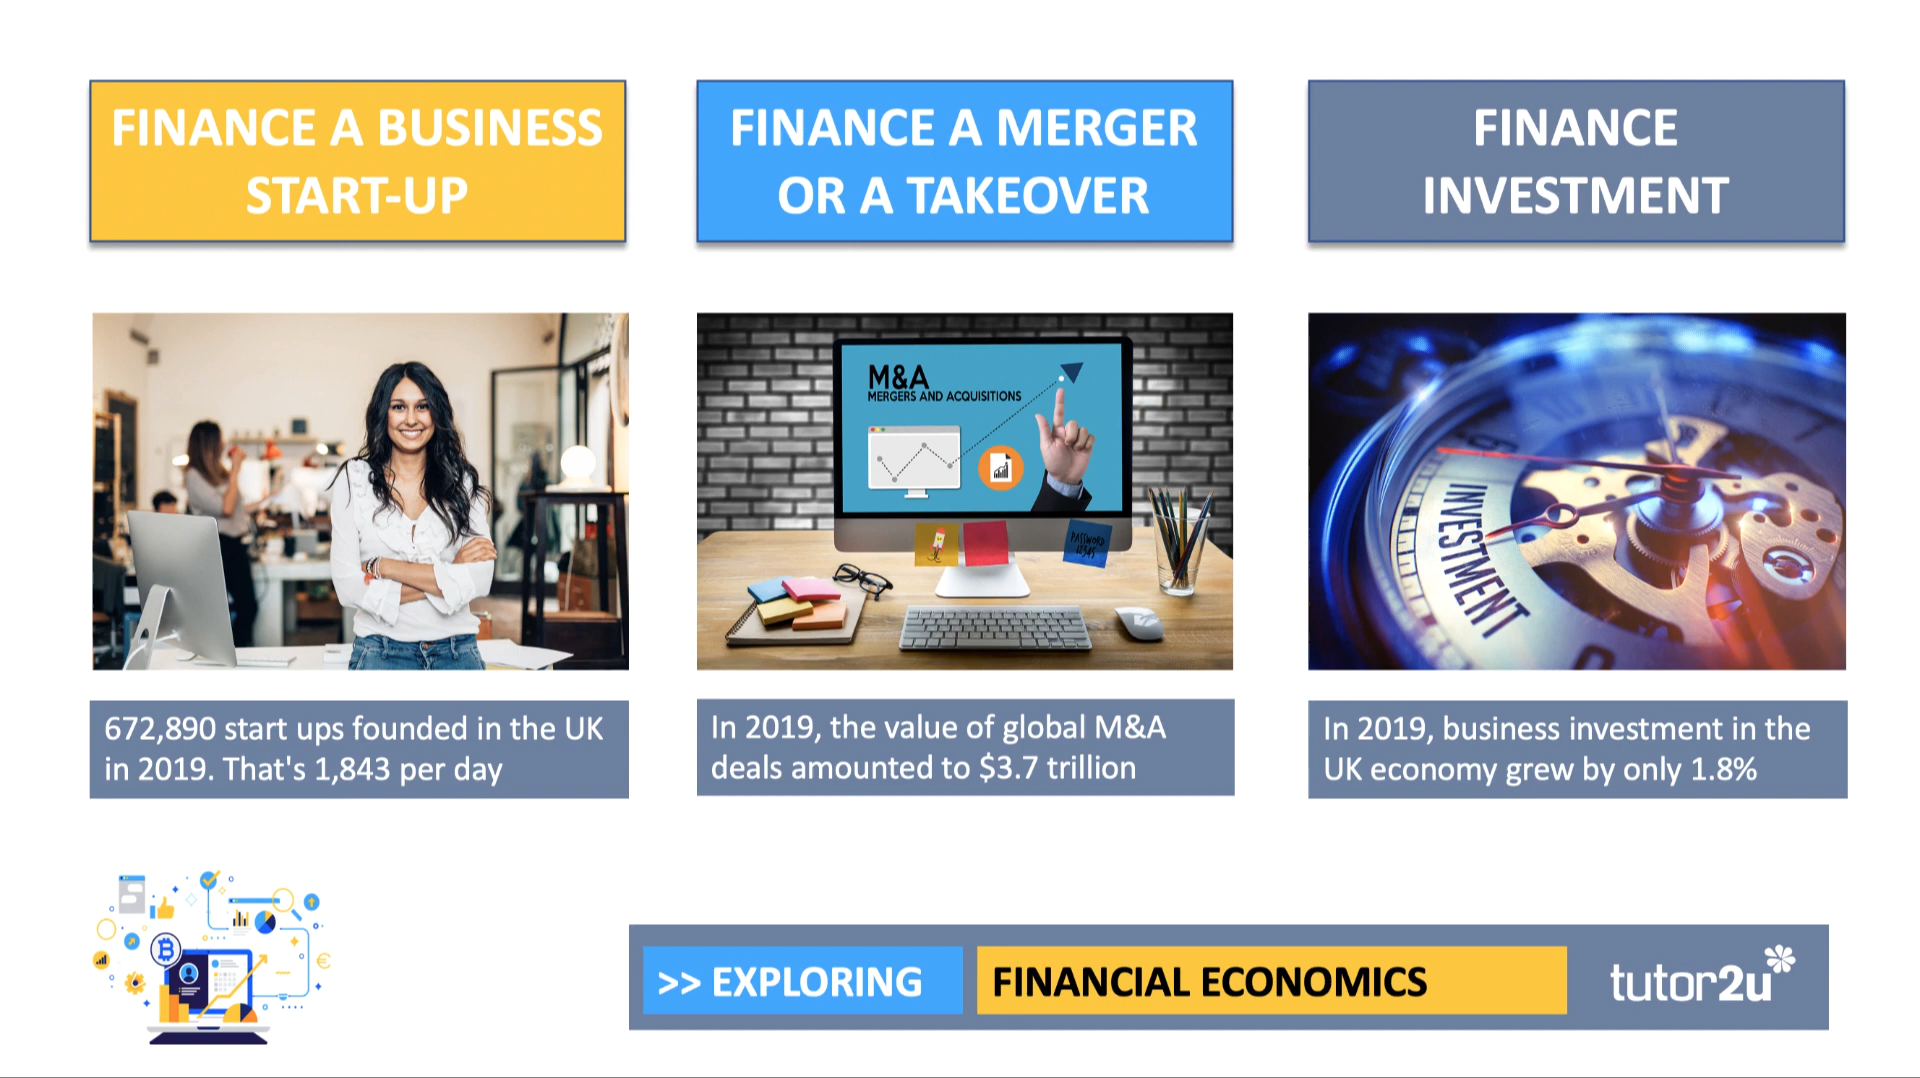 FINANCE A BUSINESS
START-UP
FINANCE A MERGER
OR A TAKEOVER
FINANCE
INVESTMENT
M&A
MERGERS AND ACQUISITIONS
PASSWORD
12345
INVESTMENT
672,890 start ups founded in the UK
in 2019. That's 1,843 per day
In 2019, the value of global M&A
deals amounted to $3.7 trillion
In 2019, business investment in the
UK economy grew by only 1.8%
>> EXPLORING
FINANCIAL ECONOMICS
tutor2u